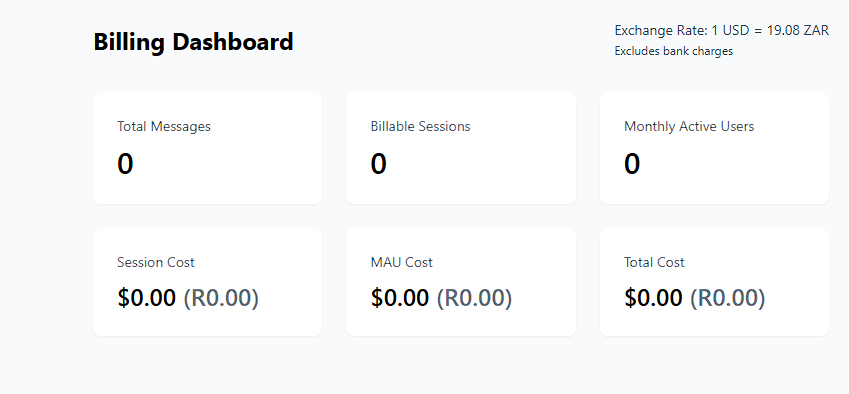 Billing Dashboard
Exchange Rate: 1 USD = 19.08 ZAR
Excludes bank charges
Total Messages
0
Billable Sessions
0
Monthly Active Users
0
Session Cost
$0.00 (R0.00)
MAU Cost
$0.00 (R0.00)
Total Cost
$0.00 (R0.00)